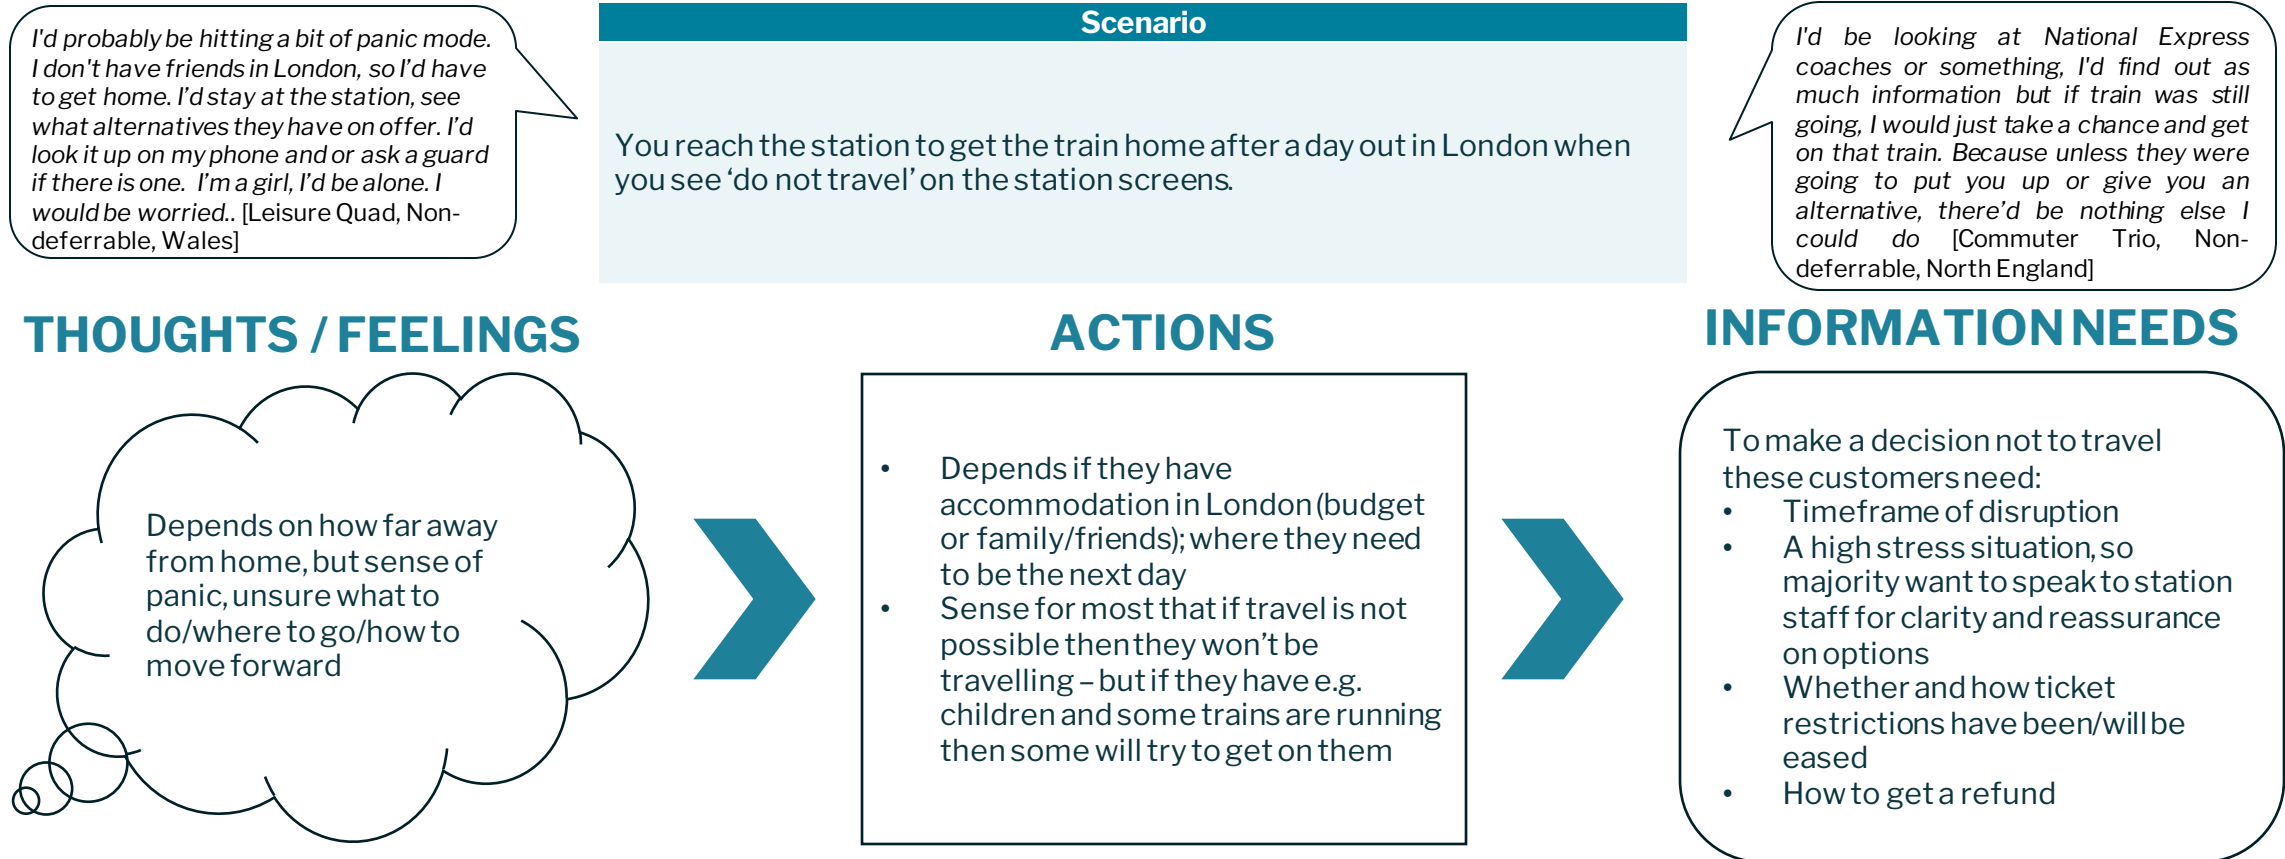 I'd probably be hitting a bit of panic mode.
I don't have friends in London, so I'd have
to get home. I'd stay at the station, see
what alternatives they have on offer. I'd
look it up on my phone and or ask a guard
if there is one. I'm a girl, I'd be alone. I
would be worried.. [Leisure Quad, Non-
deferrable, Wales]
Scenario
You reach the station to get the train home after a day out in London when
you see ‘do not travel’ on the station screens.
I'd be looking at National Express
coaches or something, I'd find out as
much information but if train was still
going, I would just take a chance and get
on that train. Because unless they were
going to put you up or give you an
alternative, there’d be nothing else I
could do [Commuter Trio, Non-
deferrable, North England]
THOUGHTS / FEELINGS
Depends on how far away
from home, but sense of
panic, unsure what to
do/where to go/how to
move forward
ACTIONS
• Depends if they have
accommodation in London (budget
or family/friends); where they need
to be the next day
• Sense for most that if travel is not
possible then they won’t be
travelling – but if they have e.g.
children and some trains are running
then some will try to get on them
INFORMATION NEEDS
To make a decision not to travel
these customers need:
• Timeframe of disruption
• A high stress situation, so
majority want to speak to station
staff for clarity and reassurance
on options
• Whether and how ticket
restrictions have been/will be
eased
• How to get a refund